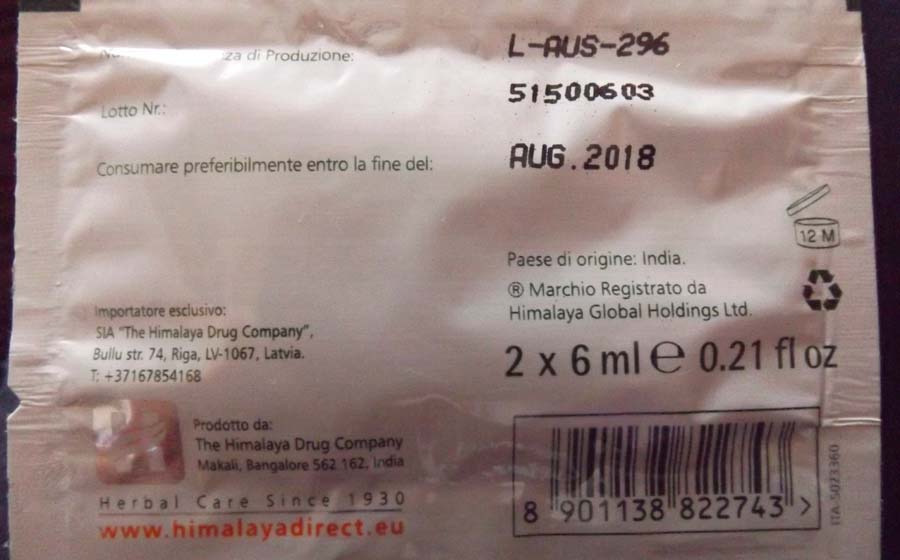 za di Produzione: L-AUS-296
Lotto Nr.: 51500603
Consumare preferibilmente entro la fine del: AUG.2018
12 M
Paese di origine: India.
® Marchio Registrato da
Himalaya Global Holdings Ltd.
2 x 6 ml ℮ 0.21 fl oz
Importatore esclusivo:
SIA "The Himalaya Drug Company",
Bullu str. 74, Riga, LV-1067, Latvia.
T: +37167854168
Prodotto da:
The Himalaya Drug Company
Makali, Bangalore 562 162, India
Herbal Care Since 1930
www.himalayadirect.eu
8 901138 822743 >
ITA-5023360